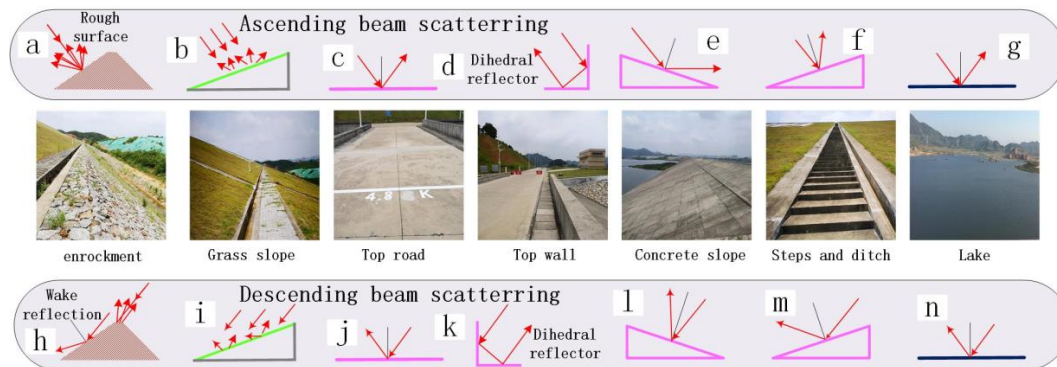 Ascending beam scatterring
Rough
surface
a
b
c
d
Dihedral
reflector
e
f
g
4.8 K
enrockment
Grass slope
Top road
Top wall
Concrete slope
Steps and ditch
Lake
Descending beam scatterring
Wake
reflection
h
i
j
k
Dihedral
reflector
l
m
n